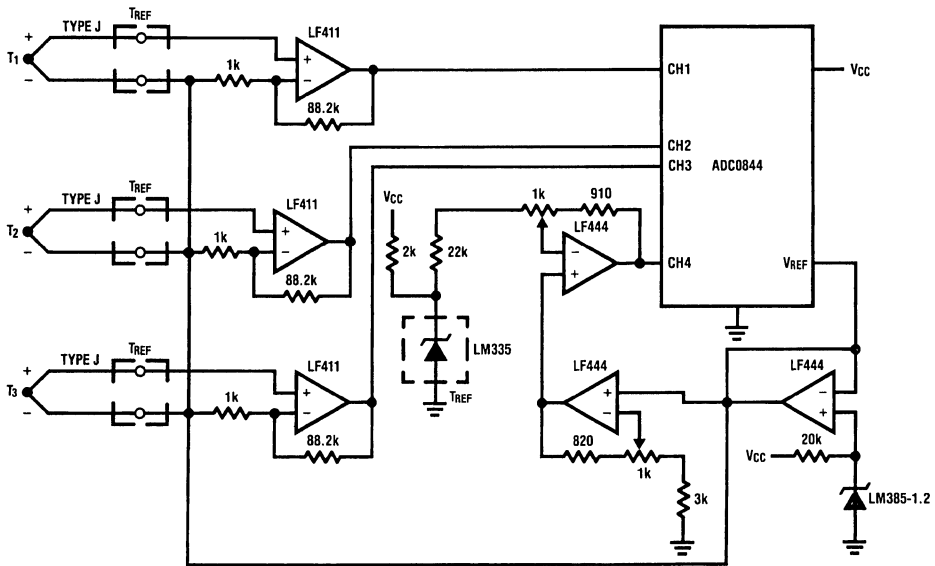 TYPE J
TREF
LF411
+
T1
−
1k
+
−
88.2k
CH1
VCC
CH2
CH3
ADC0844
TREF
TYPE J
LF411
+
T2
−
1k
+
−
88.2k
VCC
2k
22k
1k
910
LF444
−
+
CH4
VREF
LM335
TREF
TYPE J
TREF
LF411
+
T3
−
1k
+
−
88.2k
LF444
+
−
820
1k
3k
LF444
−
+
20k
VCC
LM385-1.2